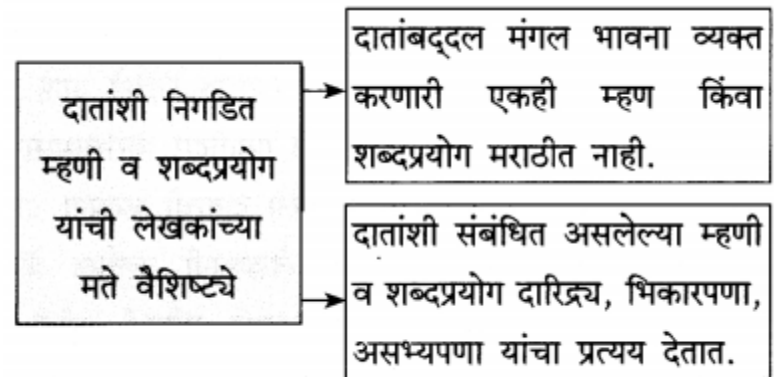 दातांशी निगडित
म्हणी व शब्दप्रयोग
यांची लेखकांच्या
मते वैशिष्ट्ये
दातांबद्‌दल मंगल भावना व्यक्त
करणारी एकही म्हण किंवा
शब्दप्रयोग मराठीत नाही.
दातांशी संबंधित असलेल्या म्हणी
व शब्दप्रयोग दारिद्र्य, भिकारपणा,
असभ्यपणा यांचा प्रत्यय देतात.